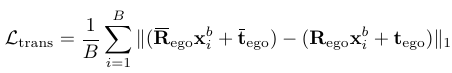 $\mathcal{L}_{\text{trans}} = \frac{1}{B} \sum_{i=1}^{B} \|(\overline{\mathbf{R}}_{\text{ego}} \mathbf{x}_i^b + \bar{\mathbf{t}}_{\text{ego}}) - (\mathbf{R}_{\text{ego}} \mathbf{x}_i^b + \mathbf{t}_{\text{ego}})\|_1$